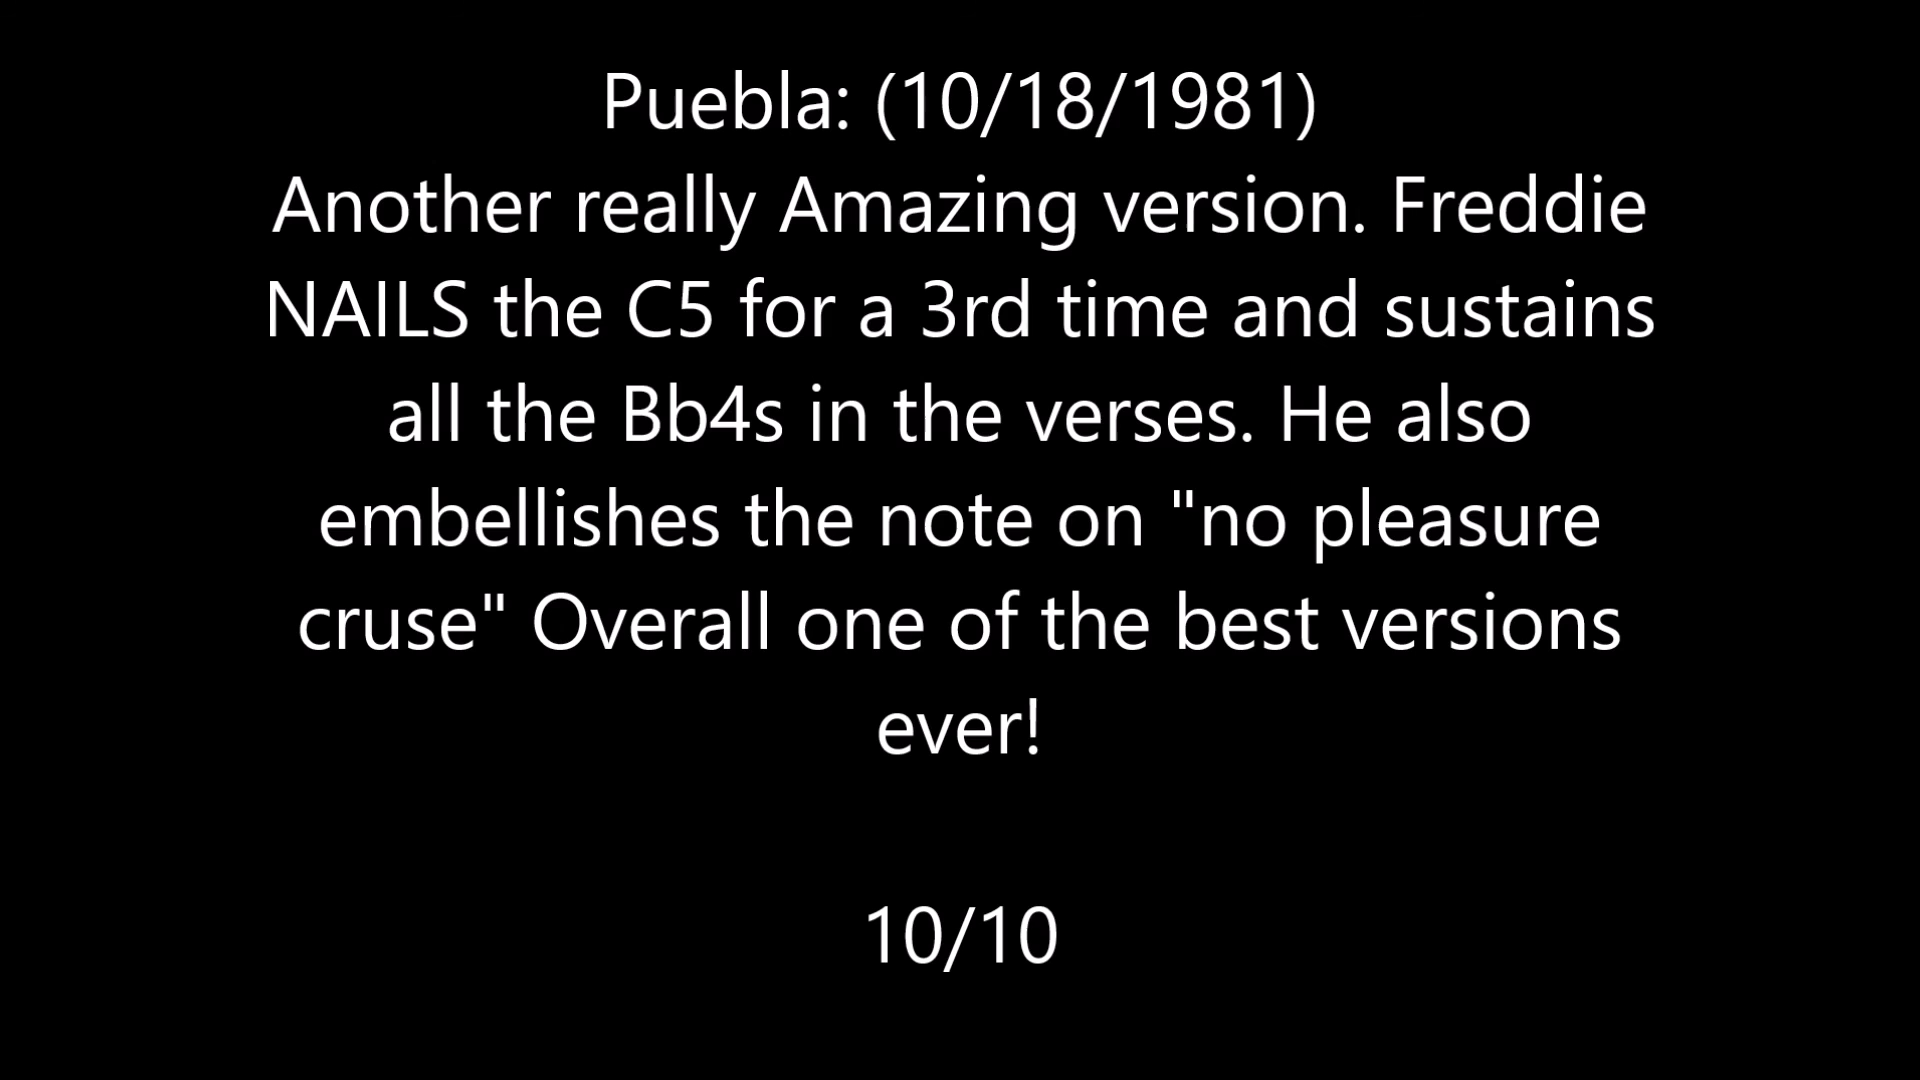 Puebla: (10/18/1981)
Another really Amazing version. Freddie
NAILS the C5 for a 3rd time and sustains
all the Bb4s in the verses. He also
embellishes the note on "no pleasure
cruse" Overall one of the best versions
ever!
10/10